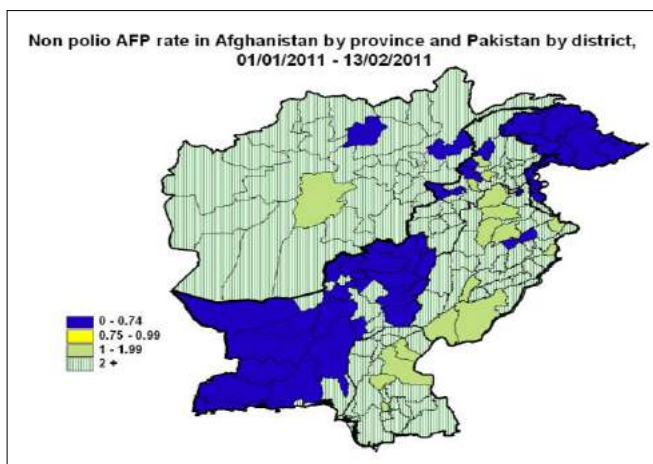 Non polio AFP rate in Afghanistan by province and Pakistan by district,
01/01/2011 - 13/02/2011
0 - 0.74
0.75 - 0.99
1 - 1.99
2 +